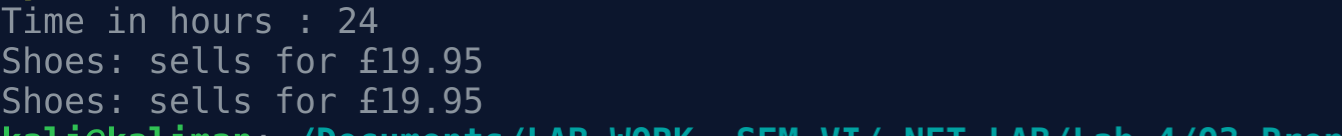 Time in hours : 24
Shoes: sells for £19.95
Shoes: sells for £19.95